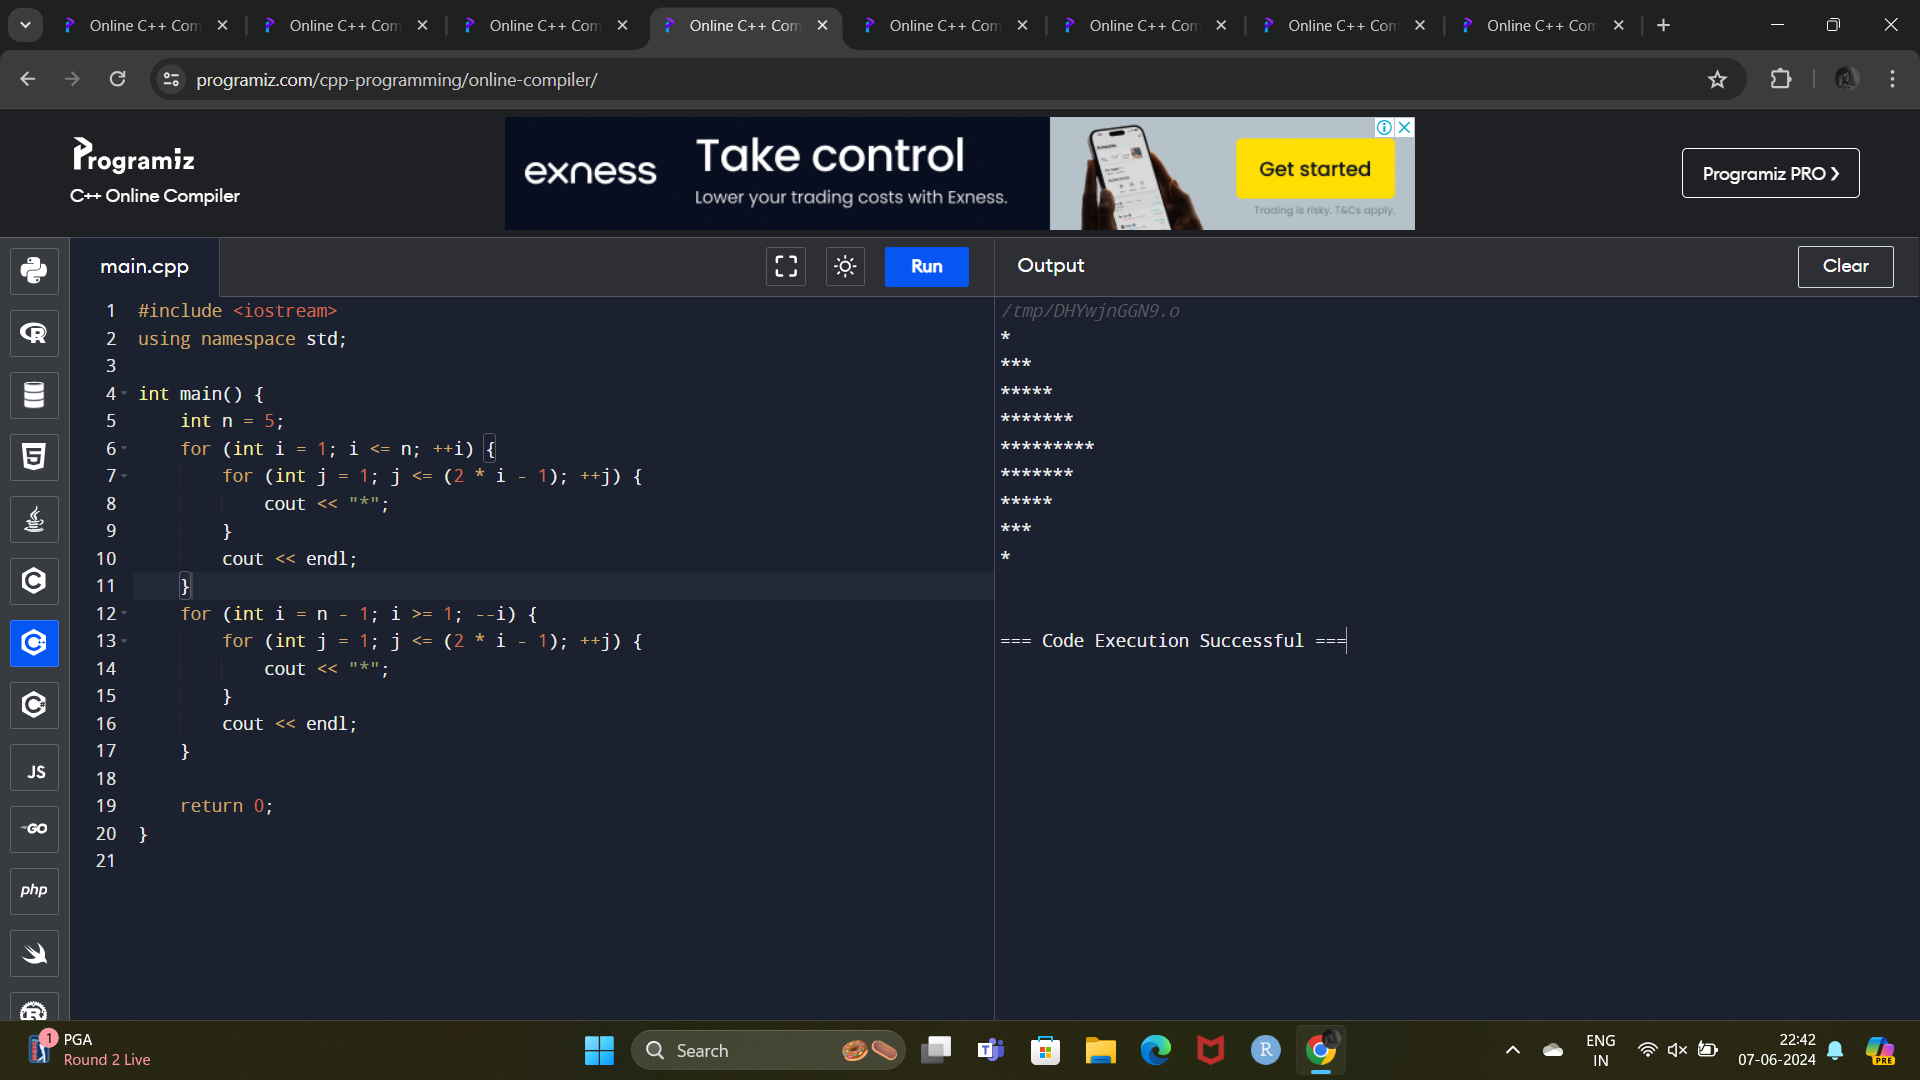 Online C++ Com
Online C++ Com
Online C++ Com
Online C++ Com
Online C++ Com
Online C++ Com
Online C++ Com
Online C++ Com
programiz.com/cpp-programming/online-compiler/
Programiz
C++ Online Compiler
exness
Take control
Lower your trading costs with Exness.
Get started
Trading is risky. T&Cs apply.
Programiz PRO ❯
main.cpp
Run
Output
Clear
1 #include <iostream>
2 using namespace std;
3
4 int main() {
5     int n = 5;
6     for (int i = 1; i <= n; ++i) {
7         for (int j = 1; j <= (2 * i - 1); ++j) {
8             cout << "*";
9         }
10         cout << endl;
11     }
12     for (int i = n - 1; i >= 1; --i) {
13         for (int j = 1; j <= (2 * i - 1); ++j) {
14             cout << "*";
15         }
16         cout << endl;
17     }
18
19     return 0;
20 }
21
/tmp/DHYwjnGGN9.o
*
***
*****
*******
*********
*******
*****
***
*
=== Code Execution Successful ===
R
5
C
C
C
JS
GO
php
R
1
PGA
Round 2 Live
Search
T
R
ENG
IN
22:42
07-06-2024
PRE